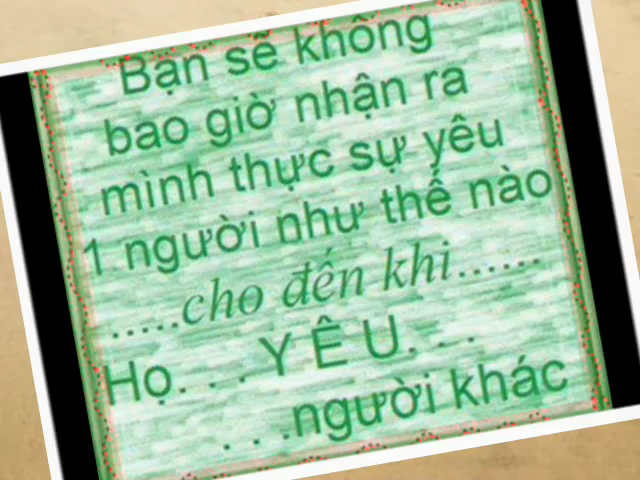 Bạn sẽ không
bao giờ nhận ra
mình thực sự yêu
1 người như thế nào
.....cho đến khi......
Họ. . . Y Ê U. . .
. . .người khác